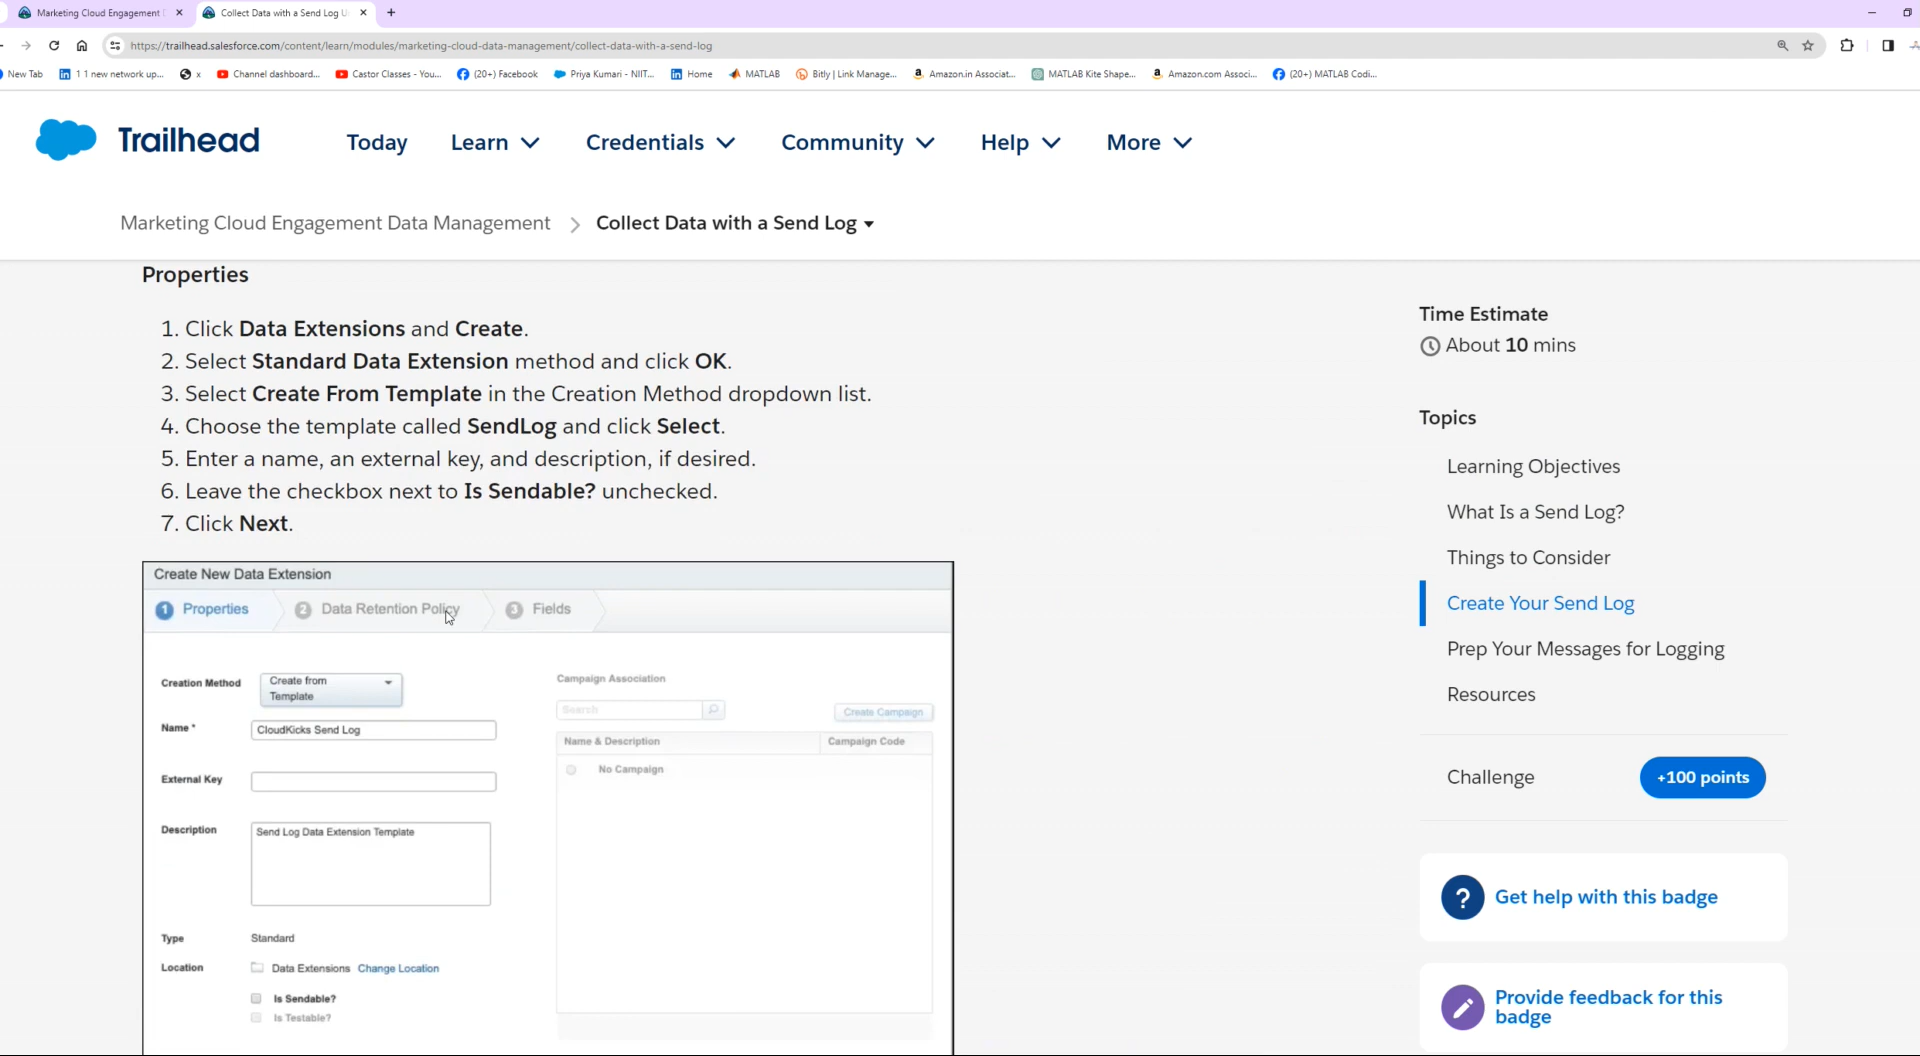 Marketing Cloud Engagement
Collect Data with a Send Log U
https://trailhead.salesforce.com/content/learn/modules/marketing-cloud-data-management/collect-data-with-a-send-log
New Tab
1 1 new network up...
x
Channel dashboard...
Castor Classes - You...
(20+) Facebook
Priya Kumari - NIIT...
Home
MATLAB
Bitly | Link Manage...
Amazon.in Associat...
MATLAB Kite Shape...
Amazon.com Associ...
(20+) MATLAB Codi...
Trailhead
Today
Learn
Credentials
Community
Help
More
Marketing Cloud Engagement Data Management
Collect Data with a Send Log
Properties
1. Click Data Extensions and Create.
2. Select Standard Data Extension method and click OK.
3. Select Create From Template in the Creation Method dropdown list.
4. Choose the template called SendLog and click Select.
5. Enter a name, an external key, and description, if desired.
6. Leave the checkbox next to Is Sendable? unchecked.
7. Click Next.
Create New Data Extension
1 Properties
2 Data Retention Policy
3 Fields
Creation Method
Create from
Template
Name *
CloudKicks Send Log
External Key
Description
Send Log Data Extension Template
Type
Standard
Location
Data Extensions Change Location
Is Sendable?
Is Testable?
Campaign Association
Search
Create Campaign
Name & Description
Campaign Code
No Campaign
Time Estimate
About 10 mins
Topics
Learning Objectives
What Is a Send Log?
Things to Consider
Create Your Send Log
Prep Your Messages for Logging
Resources
Challenge
+100 points
? Get help with this badge
Provide feedback for this
badge